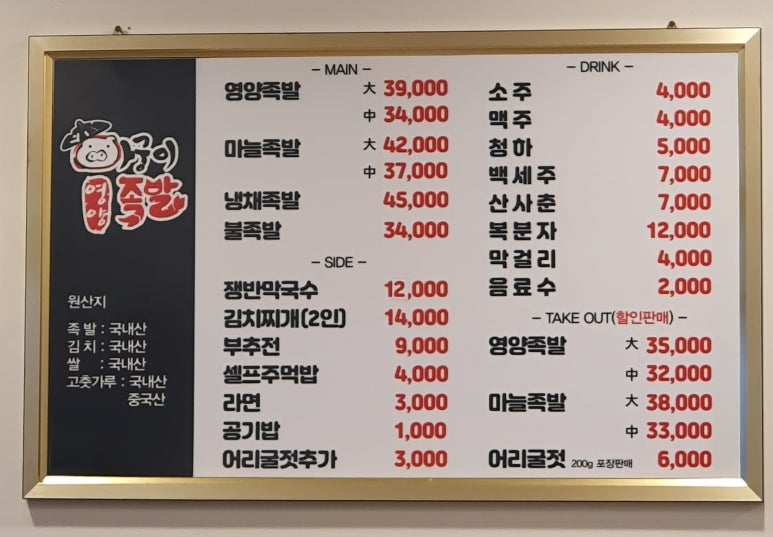 아궁이
영양
족발
원산지
족 발 : 국내산
김 치 : 국내산
쌀 : 국내산
고춧가루 : 국내산
중국산
– MAIN –
영양족발 大 39,000
中 34,000
마늘족발 大 42,000
中 37,000
냉채족발 45,000
불족발 34,000
– SIDE –
쟁반막국수 12,000
김치찌개(2인) 14,000
부추전 9,000
셀프주먹밥 4,000
라면 3,000
공기밥 1,000
어리굴젓추가 3,000
– DRINK –
소 주 4,000
맥 주 4,000
청 하 5,000
백 세 주 7,000
산 사 춘 7,000
복 분 자 12,000
막 걸 리 4,000
음 료 수 2,000
– TAKE OUT(할인판매) –
영양족발 大 35,000
中 32,000
마늘족발 大 38,000
中 33,000
어리굴젓 200g 포장판매 6,000